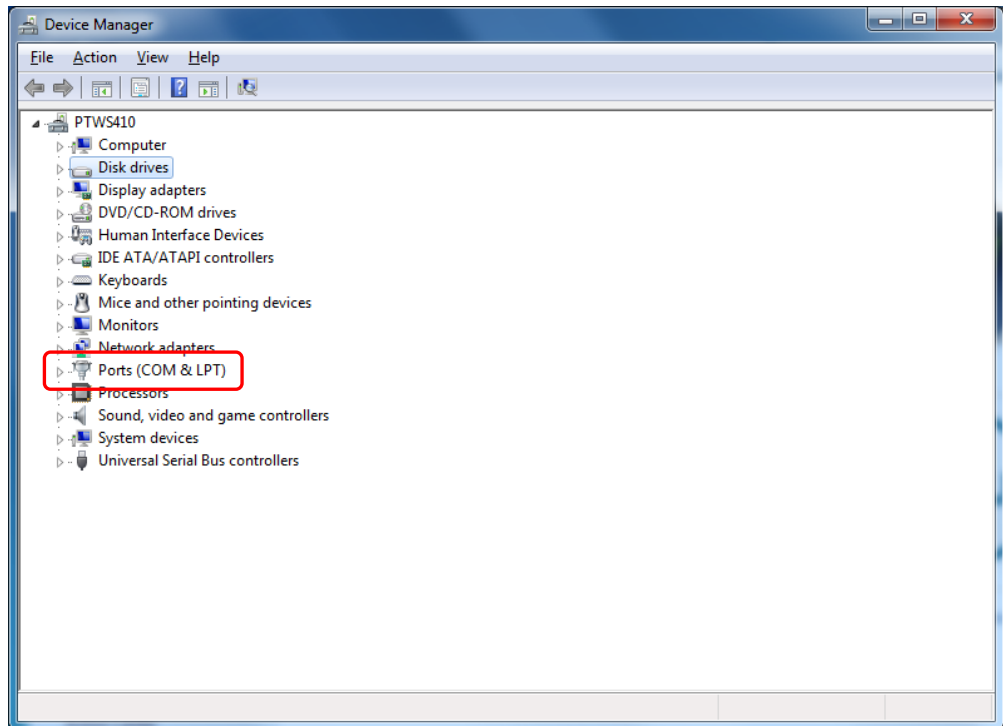 Device Manager
File Action View Help
PTWS410
Computer
Disk drives
Display adapters
DVD/CD-ROM drives
Human Interface Devices
IDE ATA/ATAPI controllers
Keyboards
Mice and other pointing devices
Monitors
Network adapters
Ports (COM & LPT)
Processors
Sound, video and game controllers
System devices
Universal Serial Bus controllers